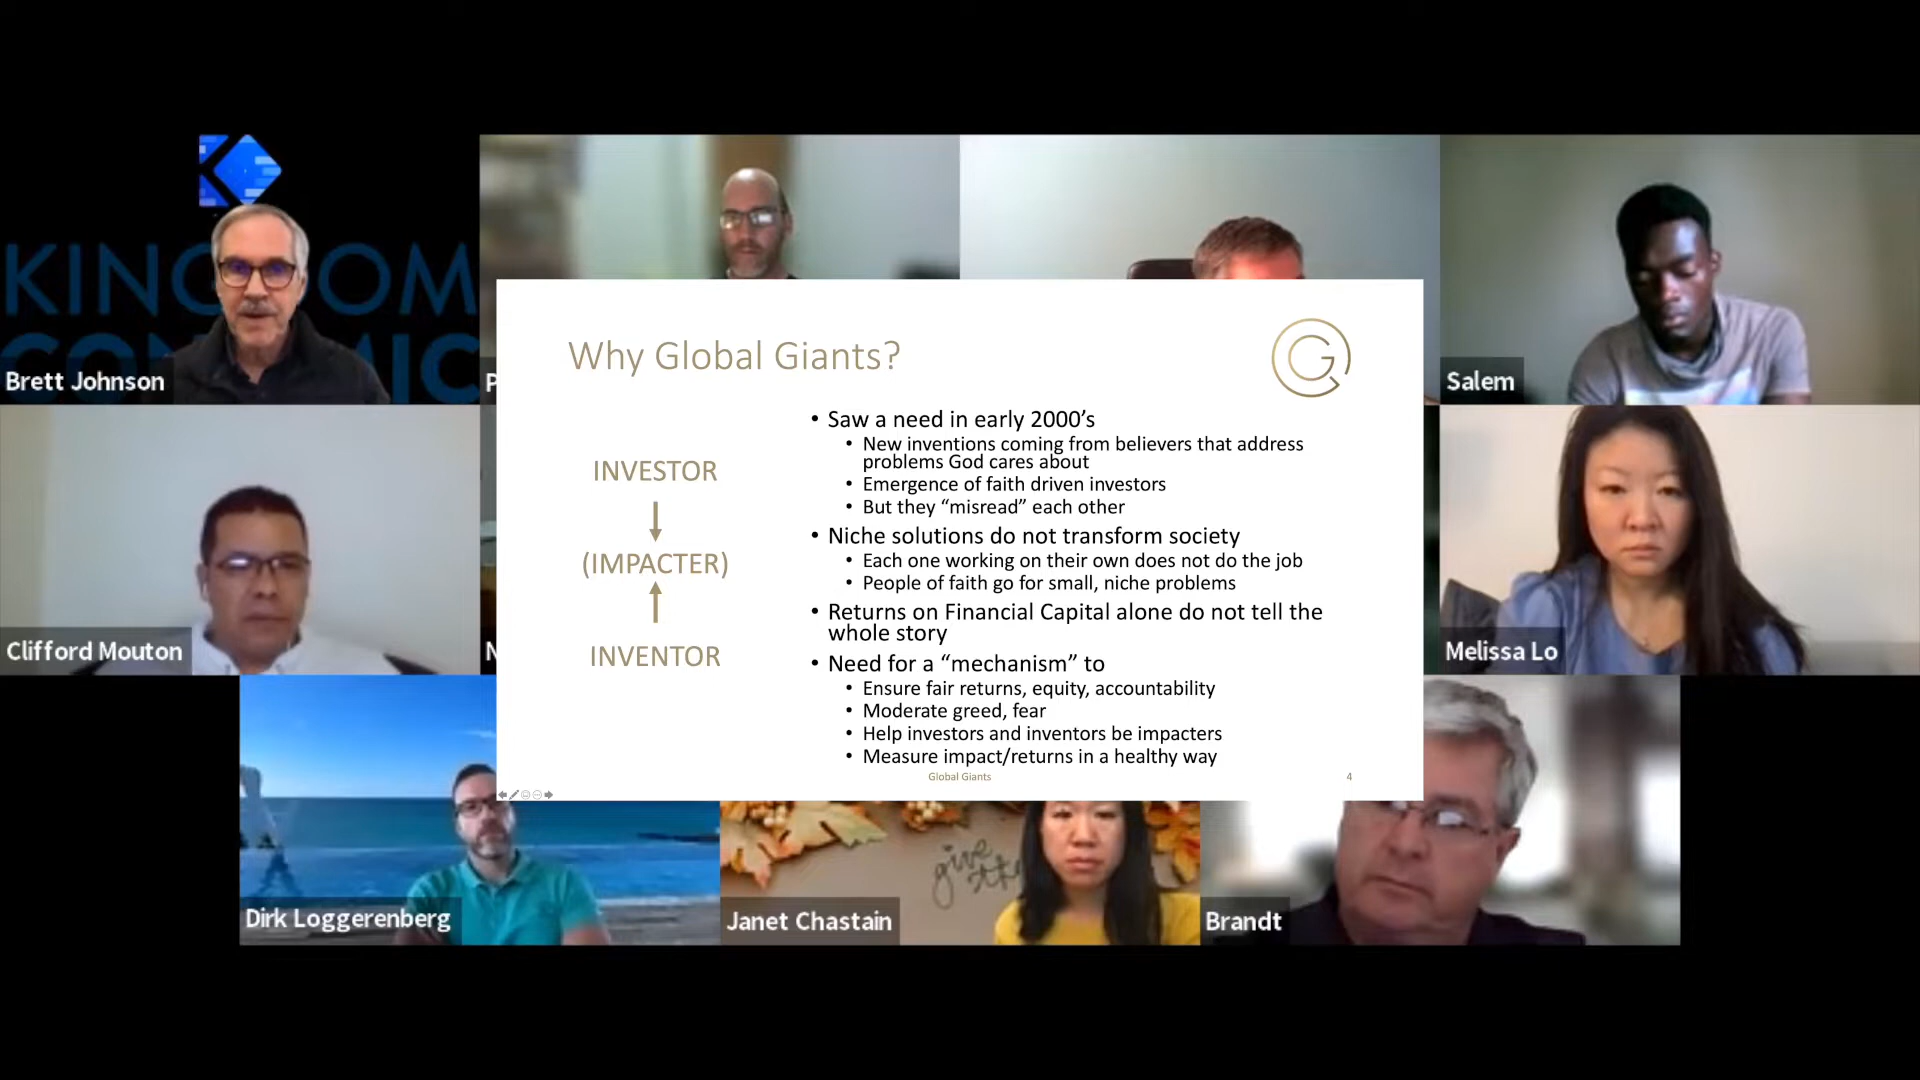 KINGDOM
Brett Johnson
P
Salem
Why Global Giants?
• Saw a need in early 2000’s
• New inventions coming from believers that address
problems God cares about
• Emergence of faith driven investors
• But they “misread” each other
• Niche solutions do not transform society
• Each one working on their own does not do the job
• People of faith go for small, niche problems
• Returns on Financial Capital alone do not tell the
whole story
• Need for a “mechanism” to
• Ensure fair returns, equity, accountability
• Moderate greed, fear
• Help investors and inventors be impacters
• Measure impact/returns in a healthy way
INVESTOR
(IMPACTER)
INVENTOR
Global Giants
4
Clifford Mouton
N
Melissa Lo
Dirk Loggerenberg
give
Janet Chastain
Brandt